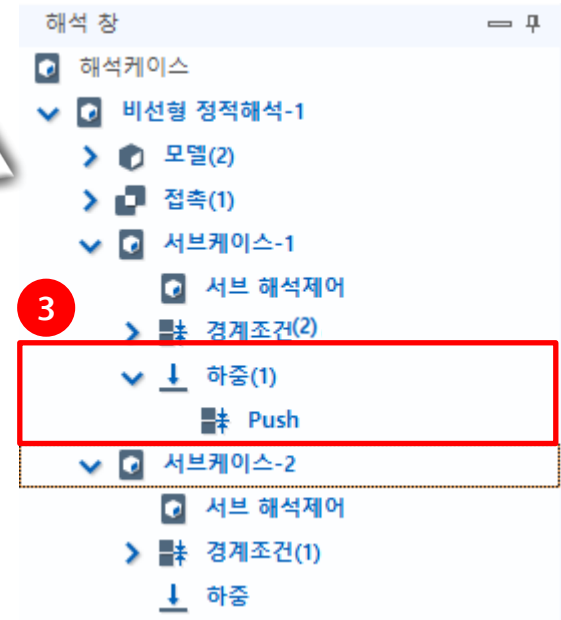 해석 창
해석케이스
비선형 정적해석-1
모델(2)
접촉(1)
서브케이스-1
서브 해석제어
3
경계조건(2)
하중(1)
Push
서브케이스-2
서브 해석제어
경계조건(1)
하중